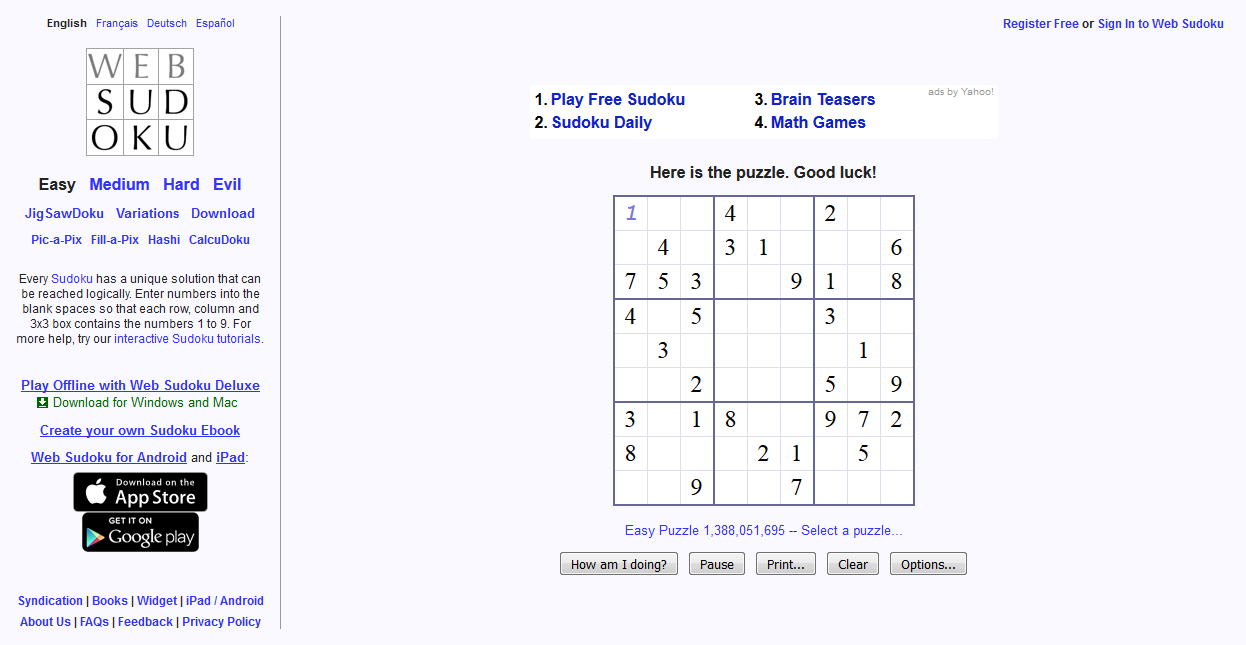 English Français Deutsch Español
Register Free or Sign In to Web Sudoku
WEB
SUD
OKU
1. Play Free Sudoku 3. Brain Teasers ads by Yahoo!
2. Sudoku Daily 4. Math Games
Easy Medium Hard Evil
JigSawDoku Variations Download
Pic-a-Pix Fill-a-Pix Hashi CalcuDoku
Every Sudoku has a unique solution that can
be reached logically. Enter numbers into the
blank spaces so that each row, column and
3x3 box contains the numbers 1 to 9. For
more help, try our interactive Sudoku tutorials.
Play Offline with Web Sudoku Deluxe
Download for Windows and Mac
Create your own Sudoku Ebook
Web Sudoku for Android and iPad:
Download on the
App Store
GET IT ON
Google play
Syndication | Books | Widget | iPad / Android
About Us | FAQs | Feedback | Privacy Policy
Here is the puzzle. Good luck!
1 4 2
4 3 1 6
7 5 3 9 1 8
4 5 3
3 1
2 5 9
3 1 8 9 7 2
8 2 1 5
9 7
Easy Puzzle 1,388,051,695 -- Select a puzzle...
How am I doing? Pause Print... Clear Options...